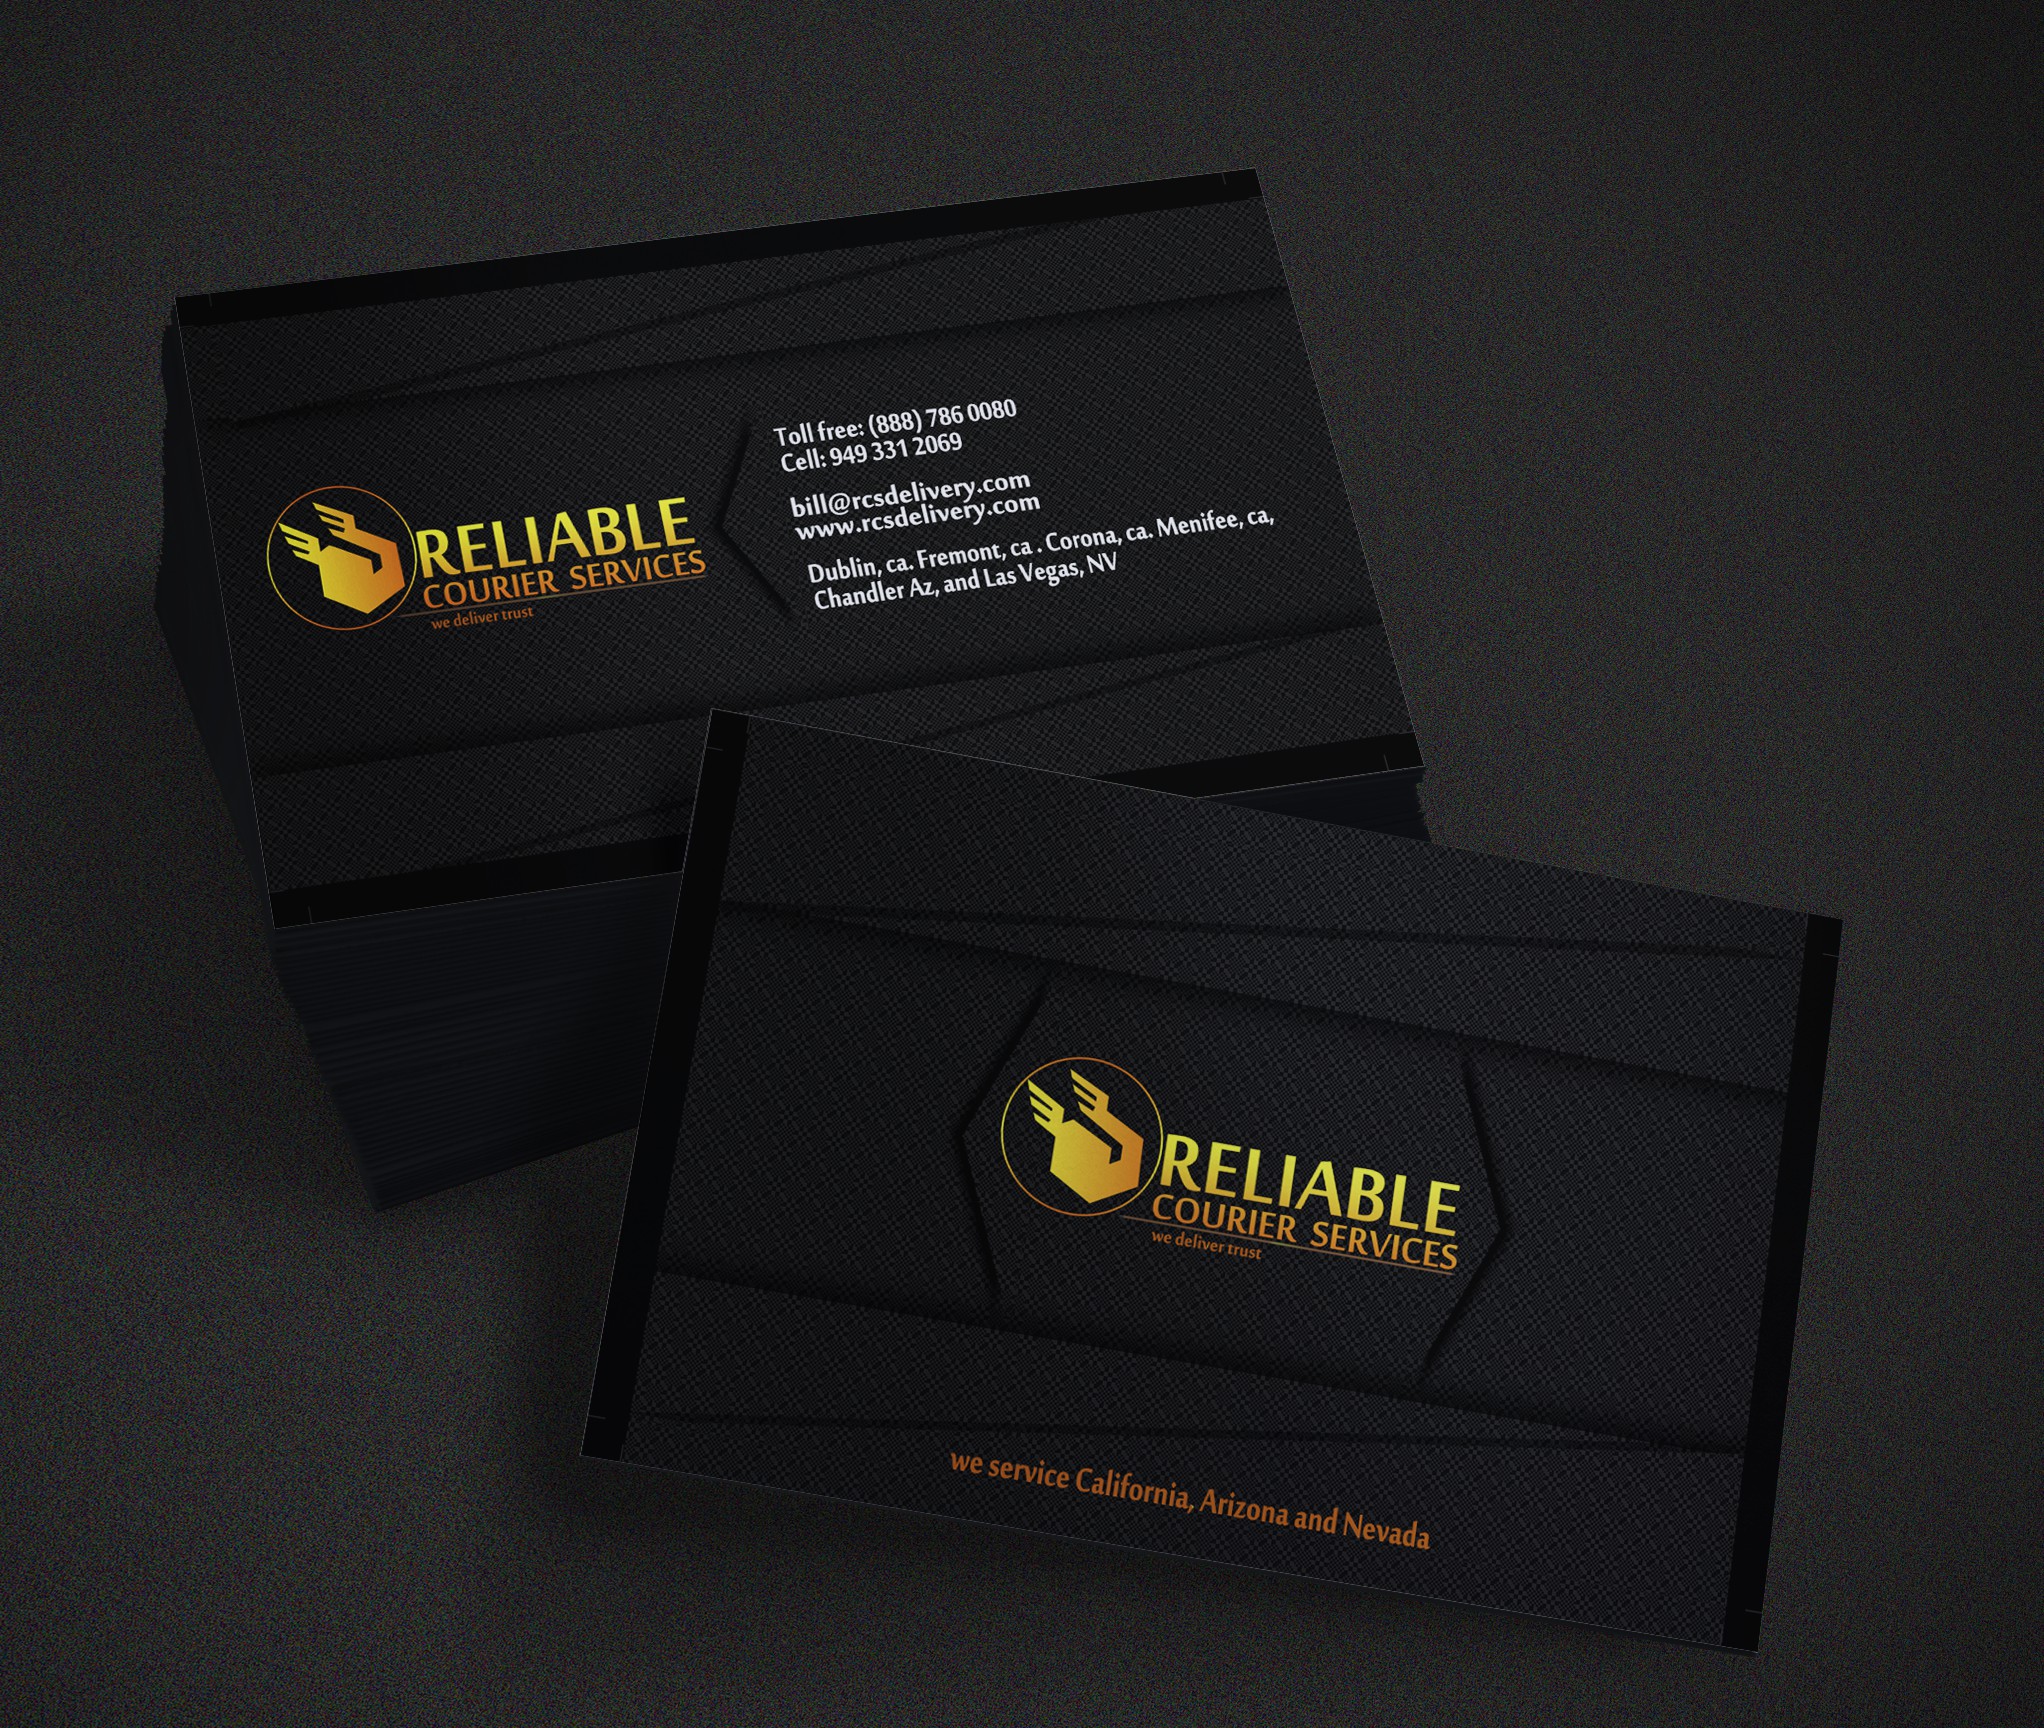 RELIABLE
COURIER SERVICES
we deliver trust
Toll free: (888) 786 0080
Cell: 949 331 2069
bill@rcsdelivery.com
www.rcsdelivery.com
Dublin, ca. Fremont, ca . Corona, ca. Menifee, ca,
Chandler Az, and Las Vegas, NV
RELIABLE
COURIER SERVICES
we deliver trust
we service California, Arizona and Nevada